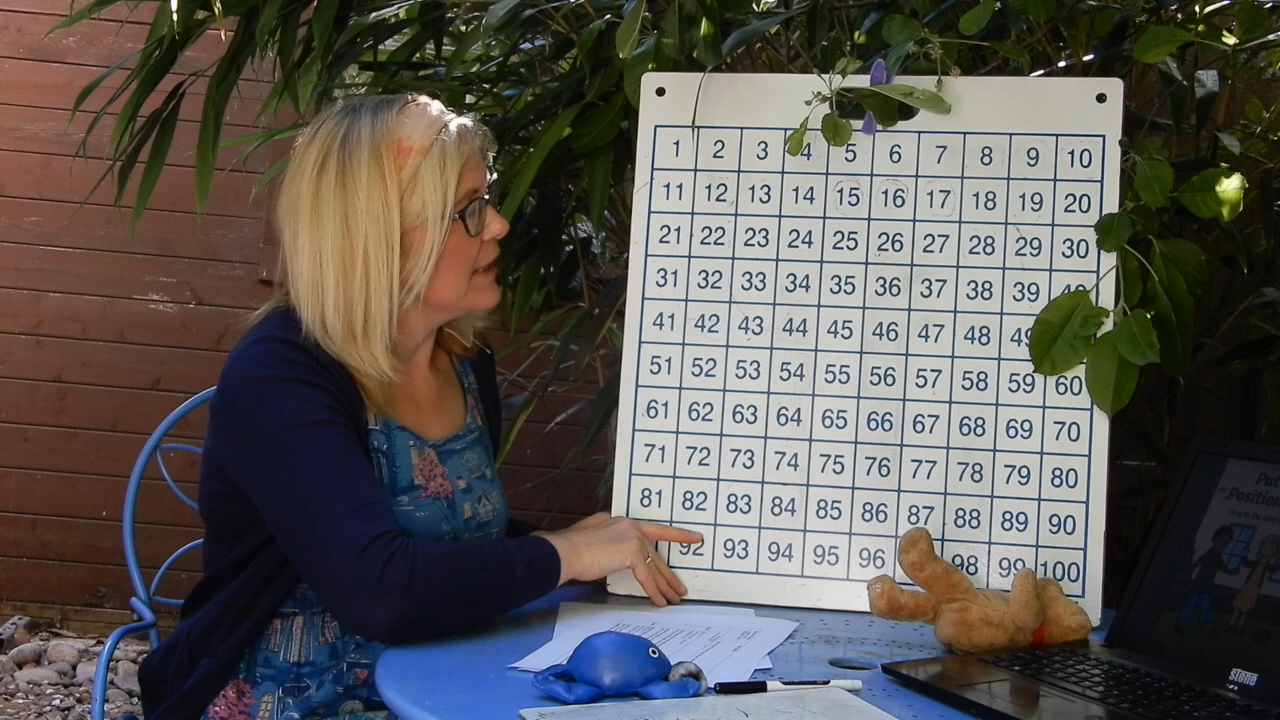 1 2 3 4 5 6 7 8 9 10
11 12 13 14 15 16 17 18 19 20
21 22 23 24 25 26 27 28 29 30
31 32 33 34 35 36 37 38 39
41 42 43 44 45 46 47 48
51 52 53 54 55 56 57 58 59 60
61 62 63 64 65 66 67 68 69 70
71 72 73 74 75 76 77 78 79 80
81 82 83 84 85 86 87 88 89 90
92 93 94 95 96 98 99 100
Put
Position
stone